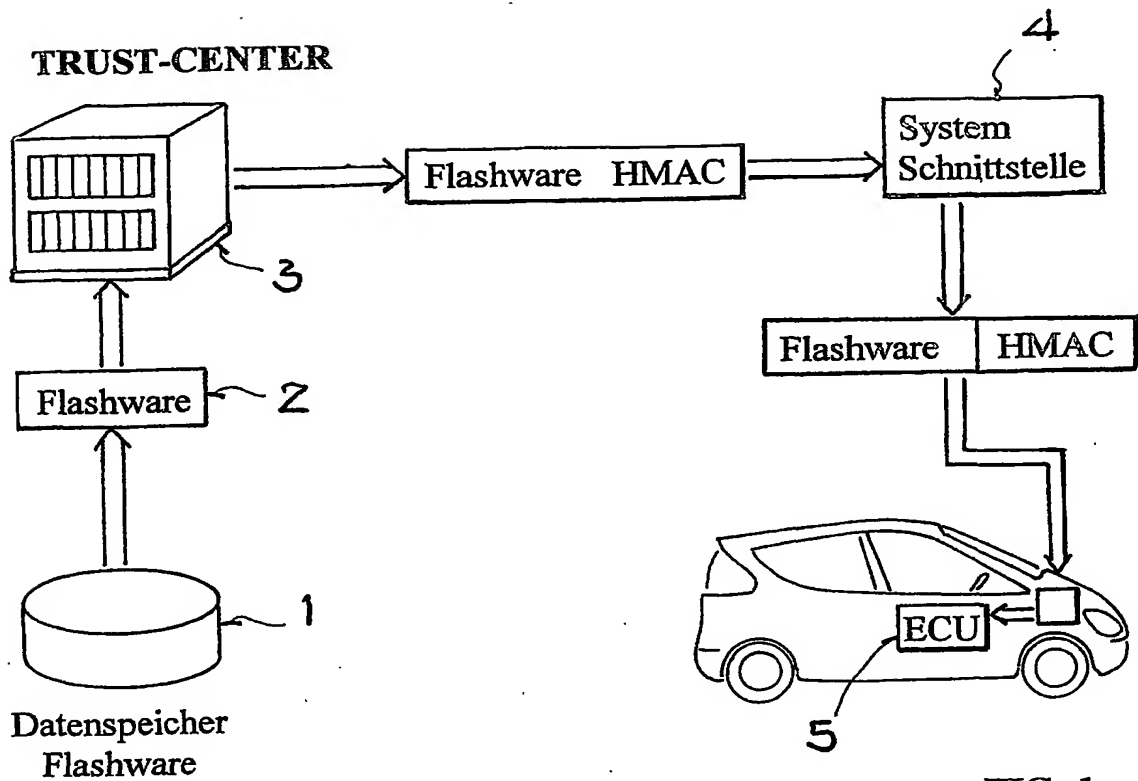 TRUST-CENTER
4
System
Schnittstelle
Flashware HMAC
3
Flashware HMAC
Flashware
2
1
ECU
5
Datenspeicher
Flashware